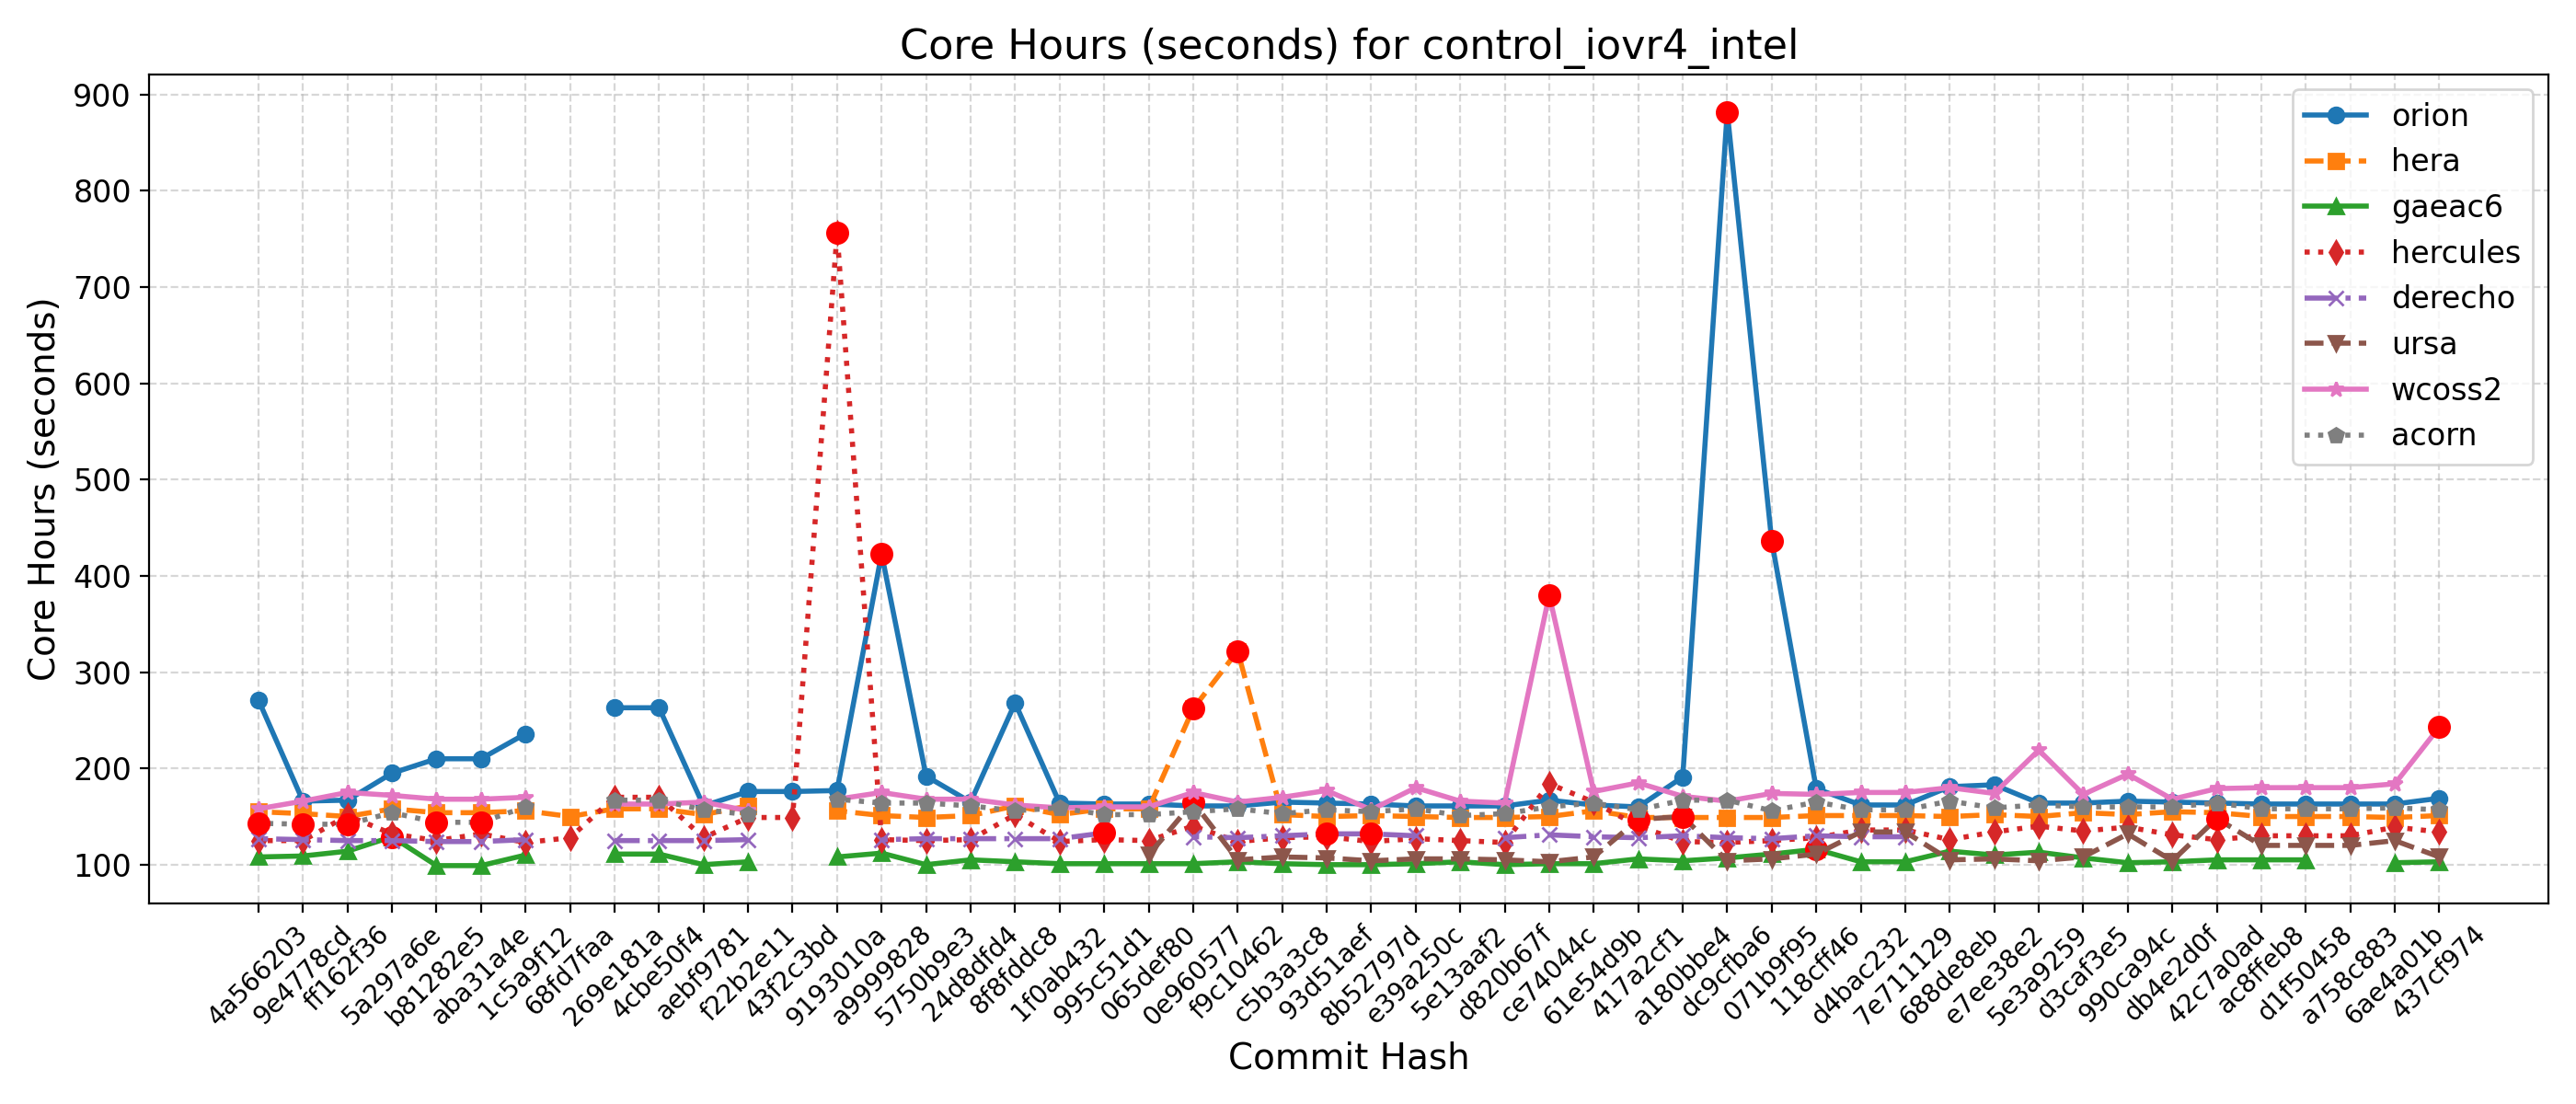 Core Hours (seconds) for control_iovr4_intel
Core Hours (seconds)
900
800
700
600
500
400
300
200
100
orion
hera
gaeac6
hercules
derecho
ursa
wcoss2
acorn
4a566203
9e4778cd
ff162f36
5a297a6e
b81282e5
aba31a4e
1c5a9f12
68fd7faa
269e181a
4cbe50f4
aebf9781
f22b2e11
43f2c3bd
9193010a
a9999828
5750b9e3
24d8dfd4
8f8fddc8
1f0ab432
995c51d1
065def80
0e960577
f9c10462
c5b3a3c8
93d51aef
8b52797d
e39a250c
5e13aaf2
d820b67f
ce74044c
61e54d9b
417a2cf1
a180bbe4
dc9cfba6
071b9f95
118cff46
d4bac232
7e711129
688de8eb
e7ee38e2
5e3a9259
d3caf3e5
990ca94c
db4e2d0f
42c7a0ad
ac8ffeb8
d1f50458
a758c883
6ae4a01b
437cf974
Commit Hash